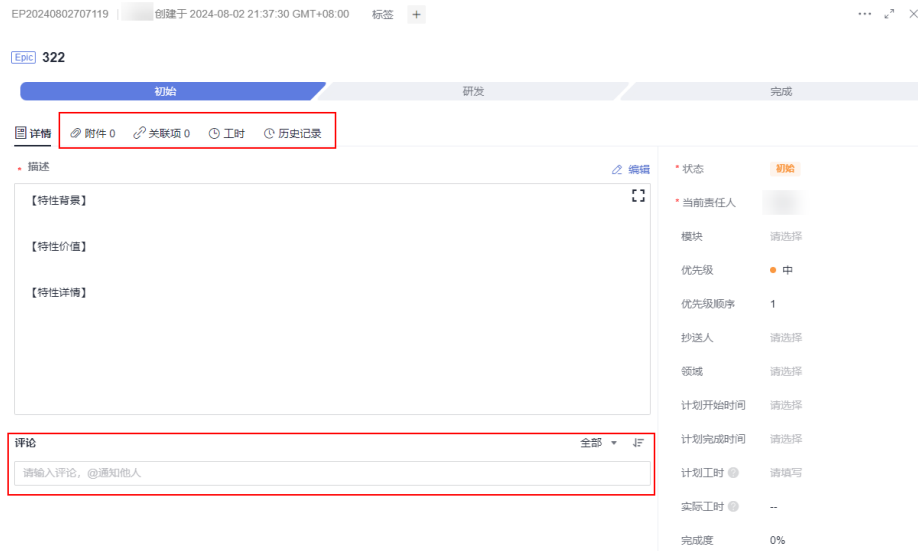 EP20240802707119 创建于 2024-08-02 21:37:30 GMT+08:00 标签 +
Epic 322
初始 研发 完成
详情 附件 0 关联项 0 工时 历史记录
* 描述 编辑
【特性背景】
【特性价值】
【特性详情】
评论 全部
请输入评论，@通知他人
* 状态 初始
* 当前责任人
模块 请选择
优先级 中
优先级顺序 1
抄送人 请选择
领域 请选择
计划开始时间 请选择
计划完成时间 请选择
计划工时 请填写
实际工时 --
完成度 0%